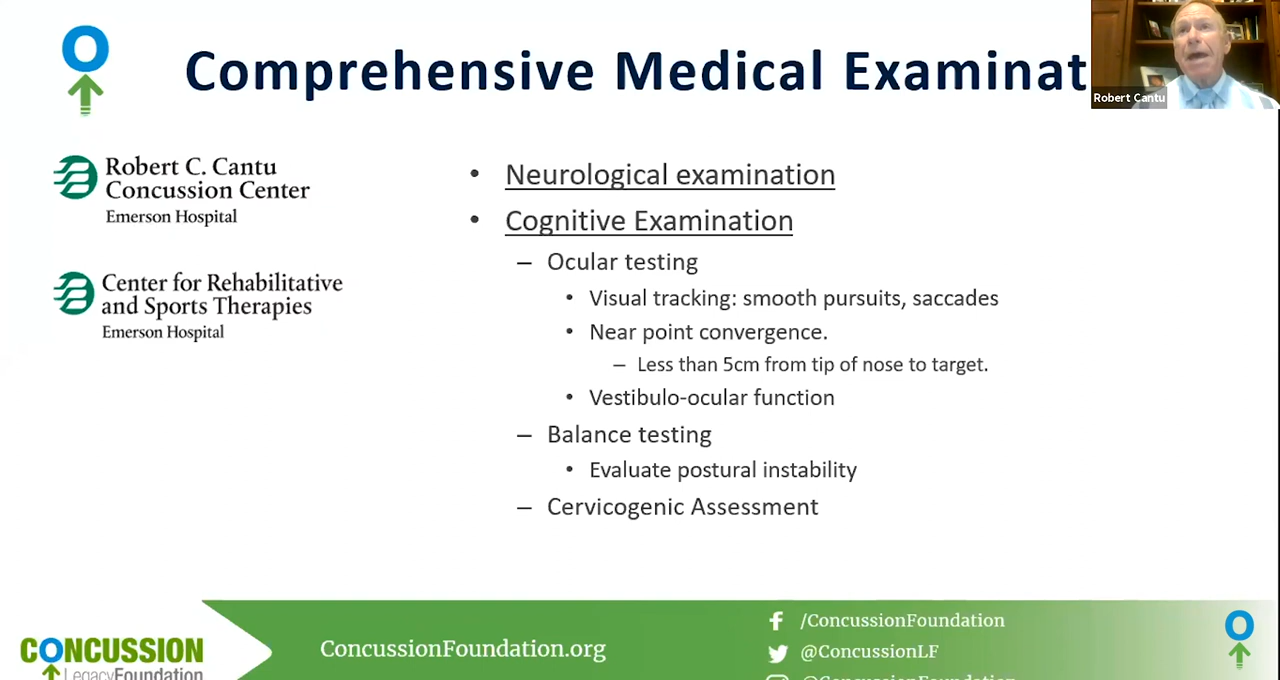 Comprehensive Medical Examinat
Robert Cantu
Robert C. Cantu
Concussion Center
Emerson Hospital
Center for Rehabilitative
and Sports Therapies
Emerson Hospital
• Neurological examination
• Cognitive Examination
– Ocular testing
• Visual tracking: smooth pursuits, saccades
• Near point convergence.
– Less than 5cm from tip of nose to target.
• Vestibulo-ocular function
– Balance testing
• Evaluate postural instability
– Cervicogenic Assessment
CONCUSSION
LegacyFoundation
ConcussionFoundation.org
/ConcussionFoundation
@ConcussionLF
@ConcussionFoundation